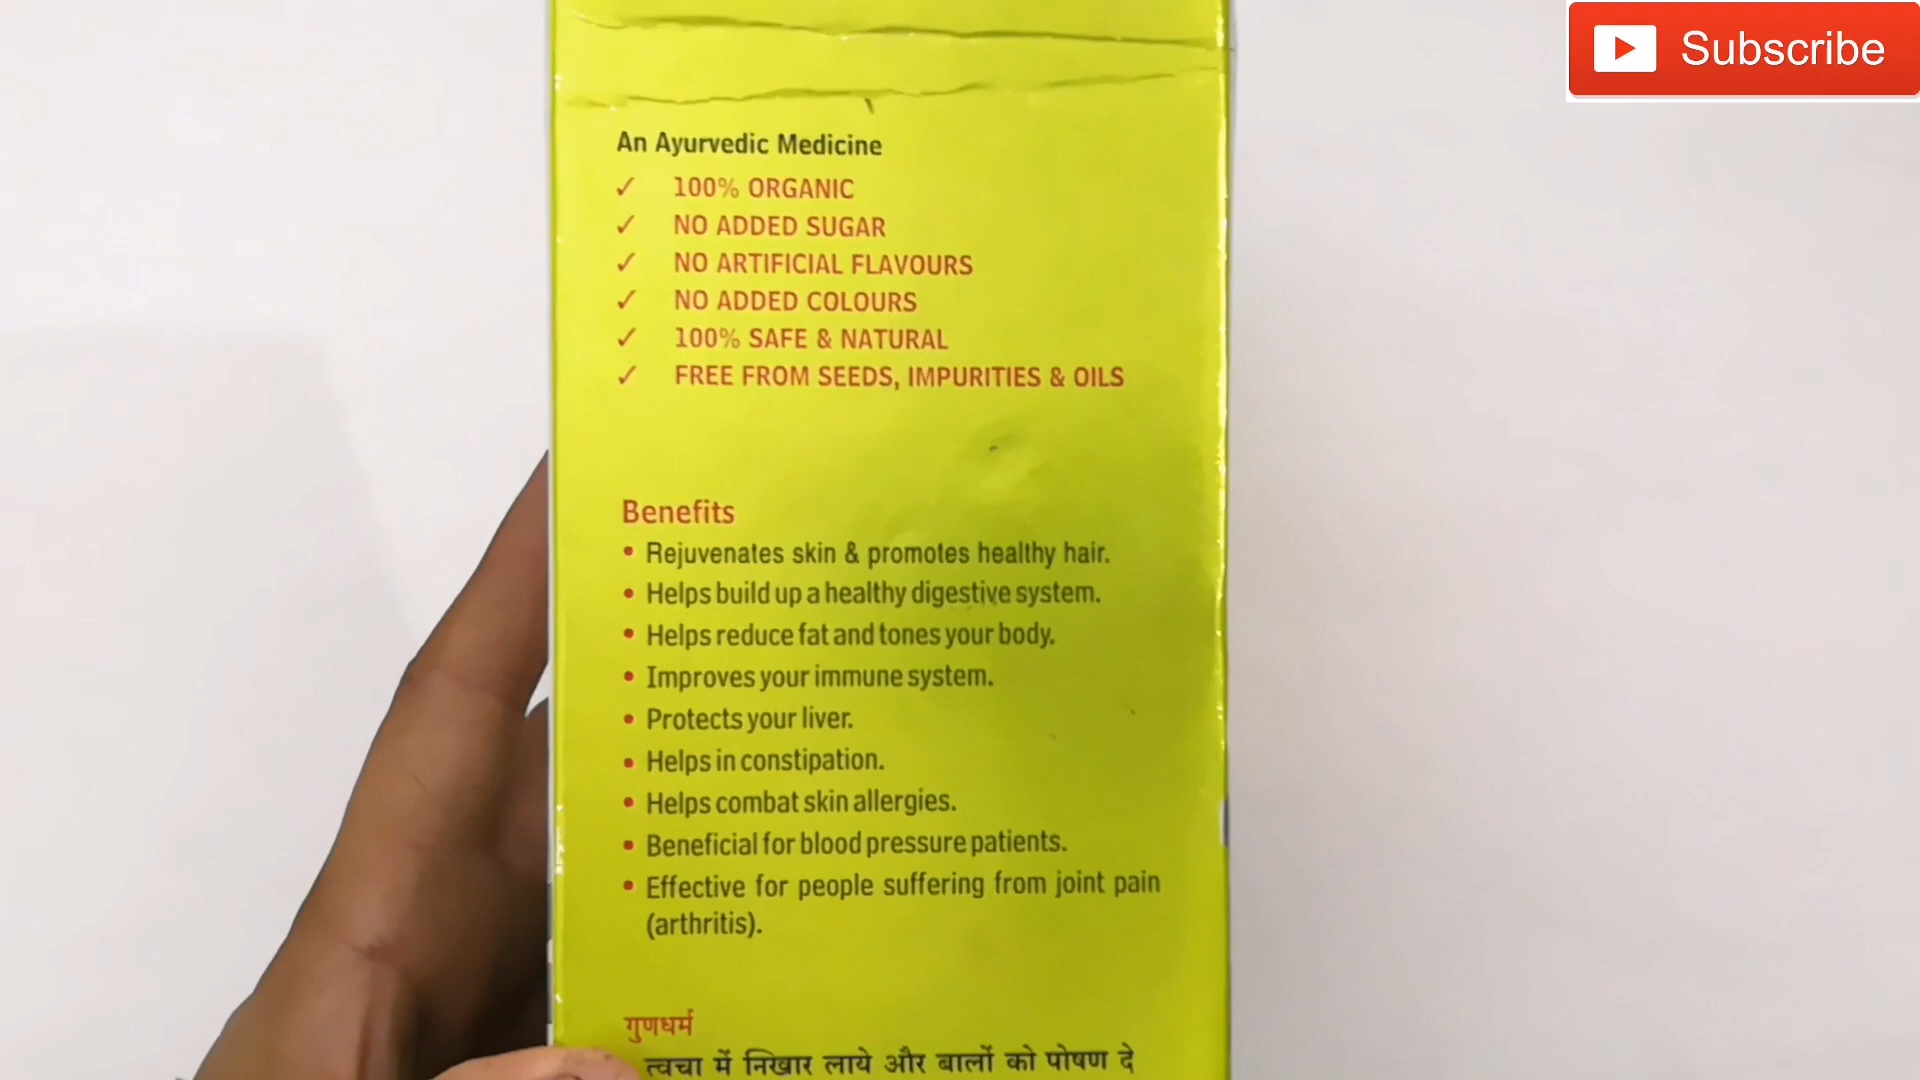 Subscribe
An Ayurvedic Medicine
✓ 100% ORGANIC
✓ NO ADDED SUGAR
✓ NO ARTIFICIAL FLAVOURS
✓ NO ADDED COLOURS
✓ 100% SAFE & NATURAL
✓ FREE FROM SEEDS, IMPURITIES & OILS
Benefits
• Rejuvenates skin & promotes healthy hair.
• Helps build up a healthy digestive system.
• Helps reduce fat and tones your body.
• Improves your immune system.
• Protects your liver.
• Helps in constipation.
• Helps combat skin allergies.
• Beneficial for blood pressure patients.
• Effective for people suffering from joint pain
(arthritis).
गुणधर्म
त्वचा में निखार लाये और बालों को पोषण दे